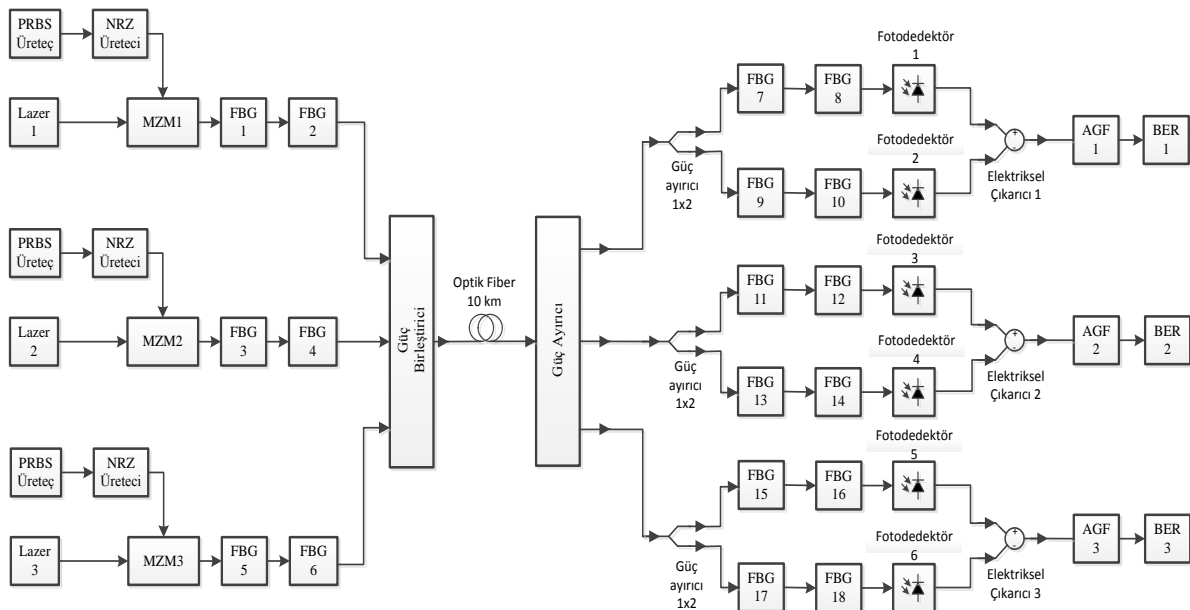 PRBS
Üreteç
NRZ
Üreteci
Lazer
1
MZM1
FBG
1
FBG
2
PRBS
Üreteç
NRZ
Üreteci
Lazer
2
MZM2
FBG
3
FBG
4
PRBS
Üreteç
NRZ
Üreteci
Lazer
3
MZM3
FBG
5
FBG
6
Güç
Birleştirici
Optik Fiber
10 km
Güç Ayırıcı
Güç
ayırıcı
1x2
FBG
7
FBG
8
Fotodedektör
1
FBG
9
FBG
10
Fotodedektör
2
+
-
Elektriksel
Çıkarıcı 1
AGF
1
BER
1
Güç
ayırıcı
1x2
FBG
11
FBG
12
Fotodedektör
3
FBG
13
FBG
14
Fotodedektör
4
+
-
Elektriksel
Çıkarıcı 2
AGF
2
BER
2
Güç
ayırıcı
1x2
FBG
15
FBG
16
Fotodedektör
5
FBG
17
FBG
18
Fotodedektör
6
+
-
Elektriksel
Çıkarıcı 3
AGF
3
BER
3